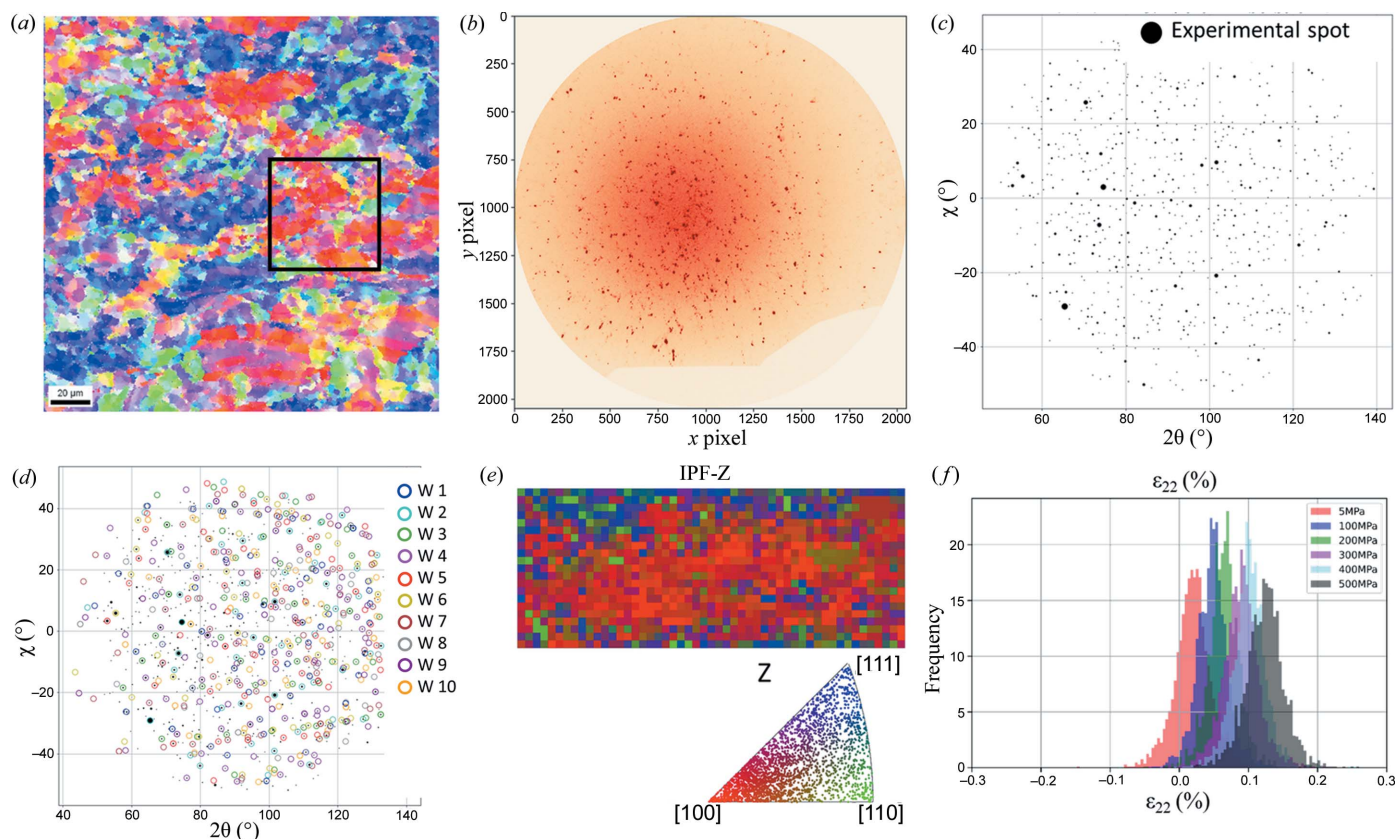 (a)
20 µm
(b)
0
250
500
750
1000
1250
1500
1750
2000
y pixel
0 250 500 750 1000 1250 1500 1750 2000
x pixel
(c)
Experimental spot
40
20
0
−20
−40
χ (°)
60 80 100 120 140
2θ (°)
(d)
40
20
0
−20
−40
χ (°)
40 60 80 100 120 140
2θ (°)
W 1
W 2
W 3
W 4
W 5
W 6
W 7
W 8
W 9
W 10
(e)
IPF-Z
Z
[111]
[100] [110]
(f)
ε22 (%)
5MPa
100MPa
200MPa
300MPa
400MPa
500MPa
20
15
10
5
0
Frequency
−0.3 −0.2 −0.1 0.0 0.1 0.2 0.3
ε22 (%)